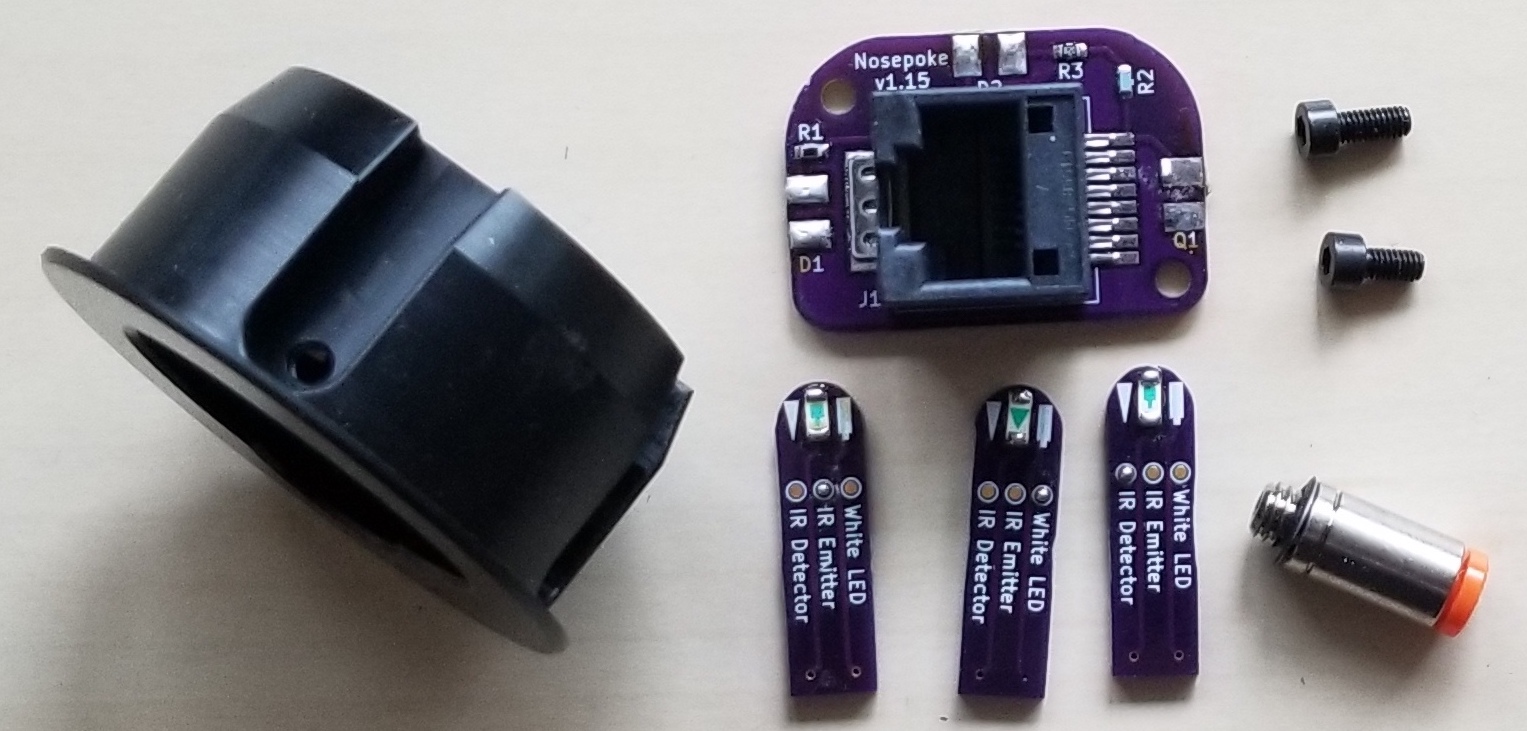 Nosepoke
v1.15
R3
R2
R1
D1
J1
Q1
White LED
IR Emitter
IR Detector
White LED
IR Emitter
IR Detector
White LED
IR Emitter
IR Detector